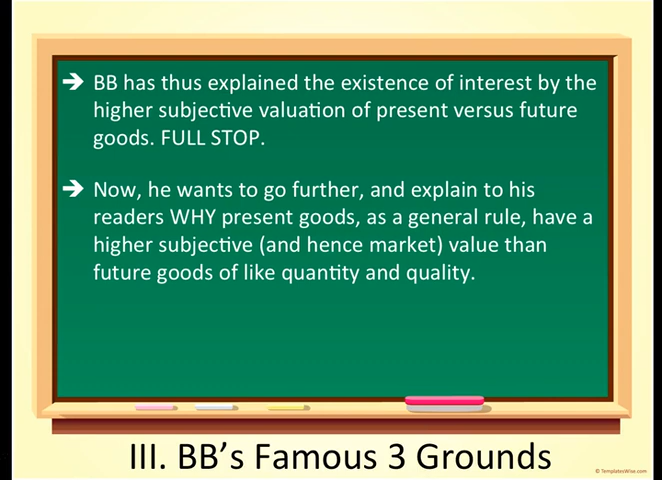 ➔ BB has thus explained the existence of interest by the
higher subjective valuation of present versus future
goods. FULL STOP.
➔ Now, he wants to go further, and explain to his
readers WHY present goods, as a general rule, have a
higher subjective (and hence market) value than
future goods of like quantity and quality.
III. BB’s Famous 3 Grounds
© TemplatesWise.com